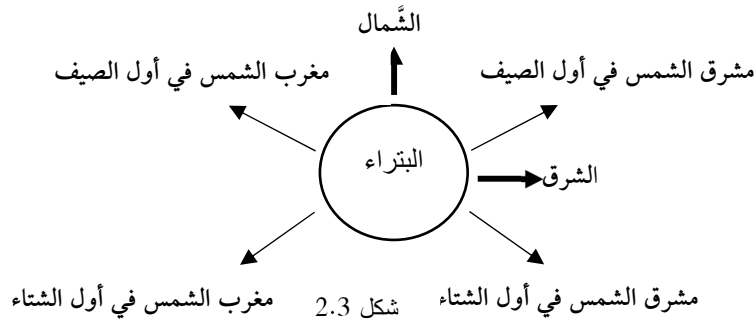 الشَّمال
مشرق الشمس في أول الصيف
مغرب الشمس في أول الصيف
البتراء
الشرق
مشرق الشمس في أول الشتاء
شكل 2.3
مغرب الشمس في أول الشتاء